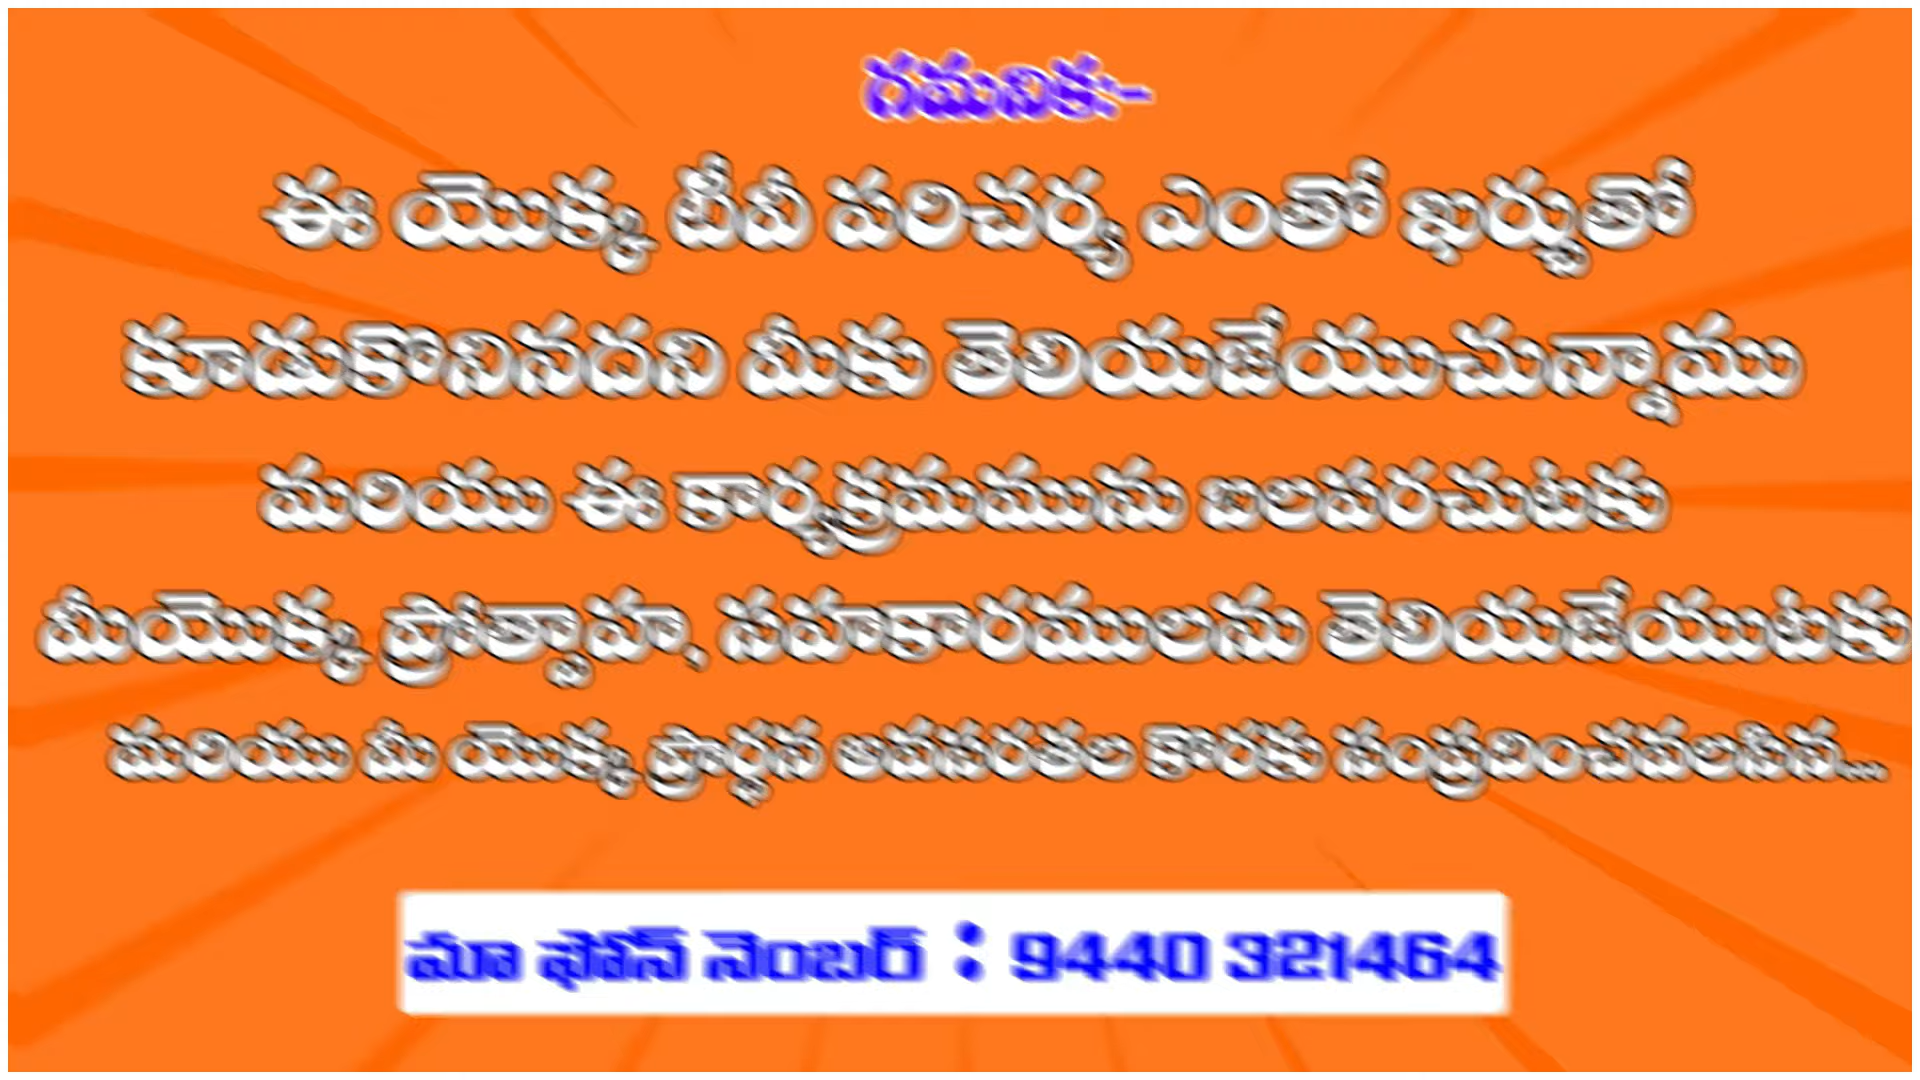 గమనిక:-
ఈ యొక్క టీవీ పరిచర్య ఎంతో ఖర్చుతో
కూడుకొనినదని మీకు తెలియజేయుచున్నాము
మరియు ఈ కార్యక్రమమును బలపరచుటకు
మీయొక్క ప్రోత్సాహ, సహకారములను తెలియజేయుటకు
మరియు మీ యొక్క ప్రార్థన అవసరతల కొరకు సంప్రదించవలసిన...
మా ఫోన్ నెంబర్ : 9440 321464